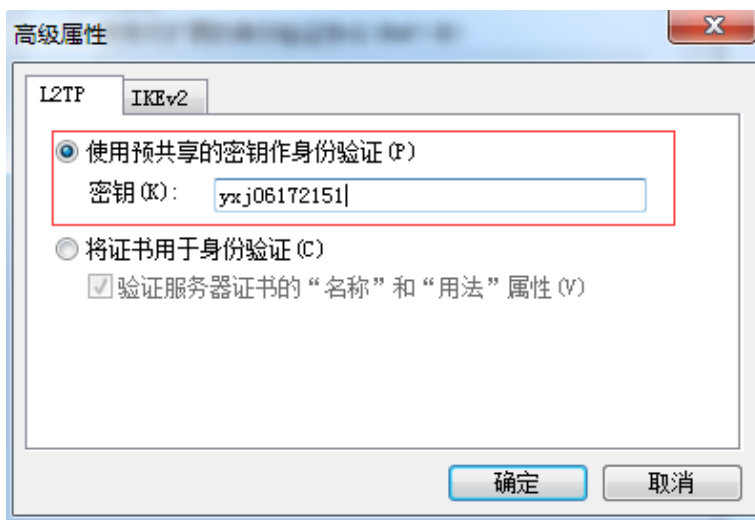 高级属性
L2TP IKEv2
使用预共享的密钥作身份验证(P)
密钥(K): yxj06172151
将证书用于身份验证(C)
验证服务器证书的“名称”和“用法”属性(V)
确定 取消